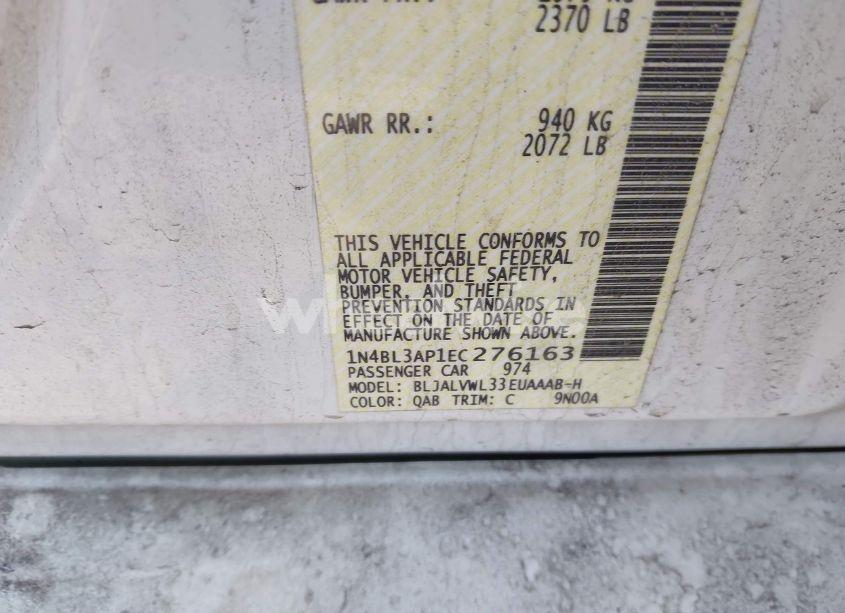 2370 LB
GAWR RR.: 940 KG
2072 LB
THIS VEHICLE CONFORMS TO
ALL APPLICABLE FEDERAL
MOTOR VEHICLE SAFETY,
BUMPER, AND THEFT
PREVENTION STANDARDS IN
EFFECT ON THE DATE OF
MANUFACTURE SHOWN ABOVE.
1N4BL3AP1EC276163
PASSENGER CAR 974
MODEL: BLJALVWL33EUAAAB-H
COLOR: QAB TRIM: C 9N00A